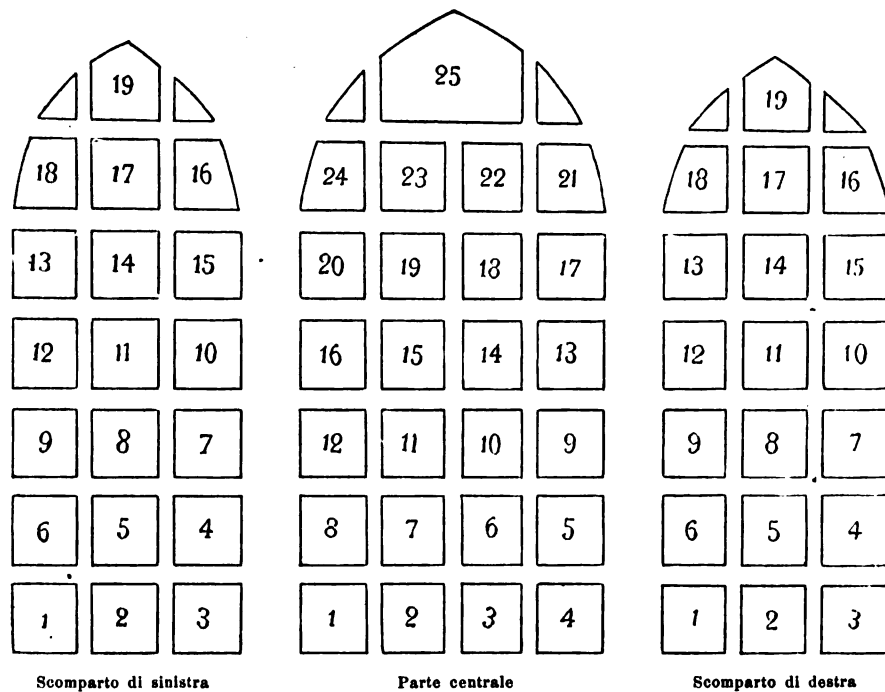 19 25 19
18 17 16 24 23 22 21 18 17 16
13 14 15 20 19 18 17 13 14 15
12 11 10 16 15 14 13 12 11 10
9 8 7 12 11 10 9 9 8 7
6 5 4 8 7 6 5 6 5 4
1 2 3 1 2 3 4 1 2 3
Scomparto di sinistra Parte centrale Scomparto di destra